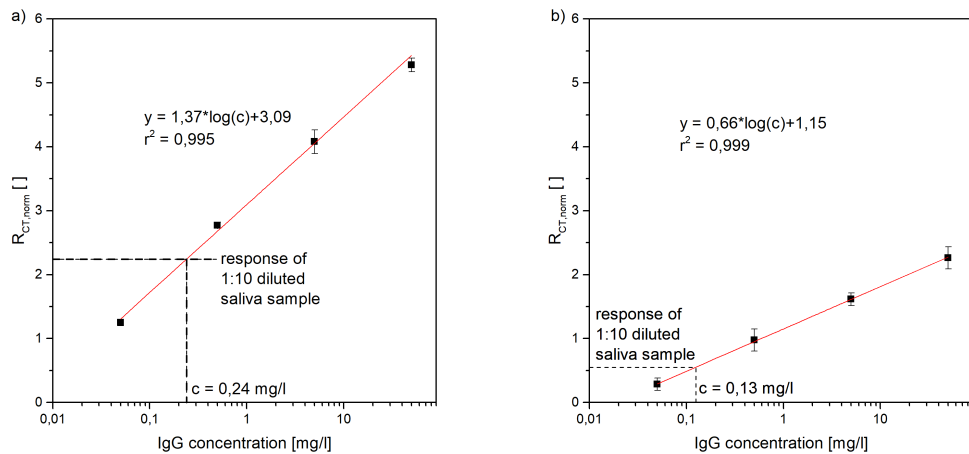 a)
6
5
4
3
2
1
0
R_CT,norm [ ]
y = 1,37*log(c)+3,09
r² = 0,995
response of
1:10 diluted
saliva sample
c = 0,24 mg/l
0,01
0,1
1
10
IgG concentration [mg/l]
b)
6
5
4
3
2
1
0
R_CT,norm [ ]
y = 0,66*log(c)+1,15
r² = 0,999
response of
1:10 diluted
saliva sample
c = 0,13 mg/l
0,01
0,1
1
10
IgG concentration [mg/l]